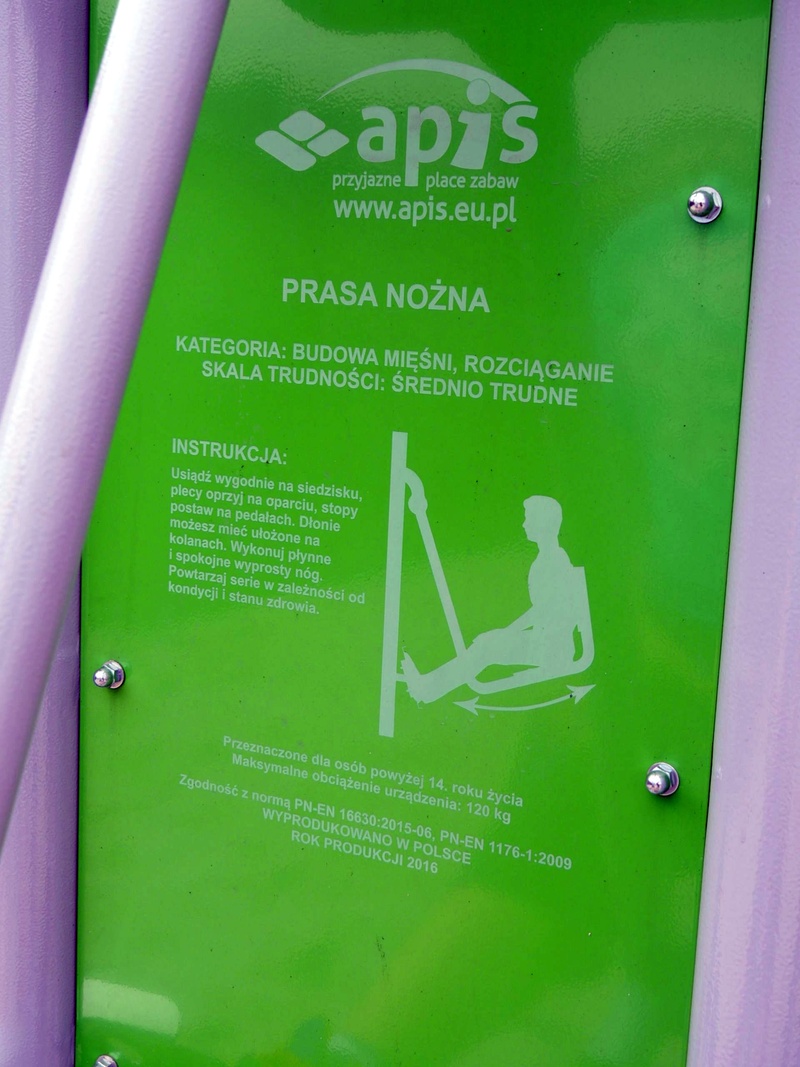 apis
przyjazne place zabaw
www.apis.eu.pl
PRASA NOŻNA
KATEGORIA: BUDOWA MIĘŚNI, ROZCIĄGANIE
SKALA TRUDNOŚCI: ŚREDNIO TRUDNE
INSTRUKCJA:
Usiądź wygodnie na siedzisku,
plecy oprzyj na oparciu, stopy
postaw na pedałach. Dłonie
możesz mieć ułożone na
kolanach. Wykonuj płynne
i spokojne wyprosty nóg.
Powtarzaj serie w zależności od
kondycji i stanu zdrowia.
Przeznaczone dla osób powyżej 14. roku życia
Maksymalne obciążenie urządzenia: 120 kg
Zgodność z normą PN-EN 16630:2015-06, PN-EN 1176-1:2009
WYPRODUKOWANO W POLSCE
ROK PRODUKCJI 2016